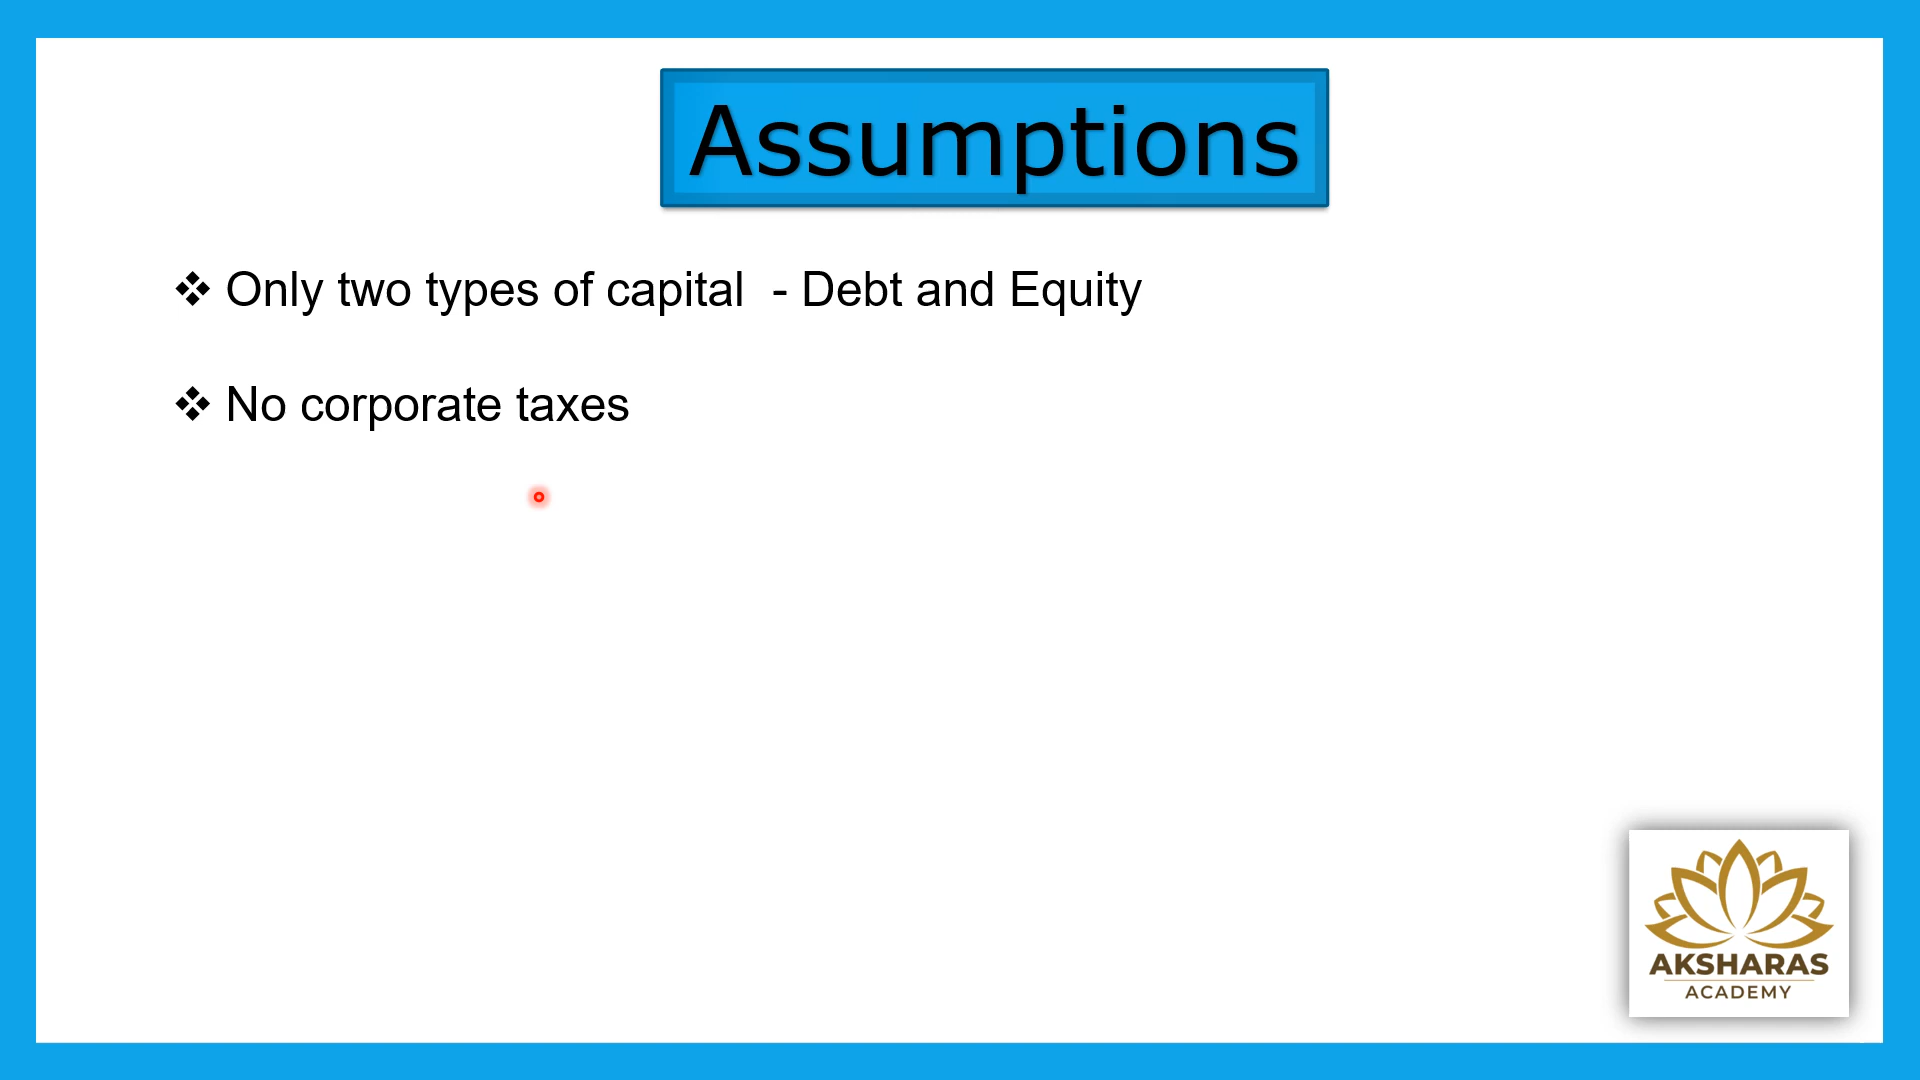 Assumptions
❖ Only two types of capital  - Debt and Equity
❖ No corporate taxes
AKSHARAS
ACADEMY